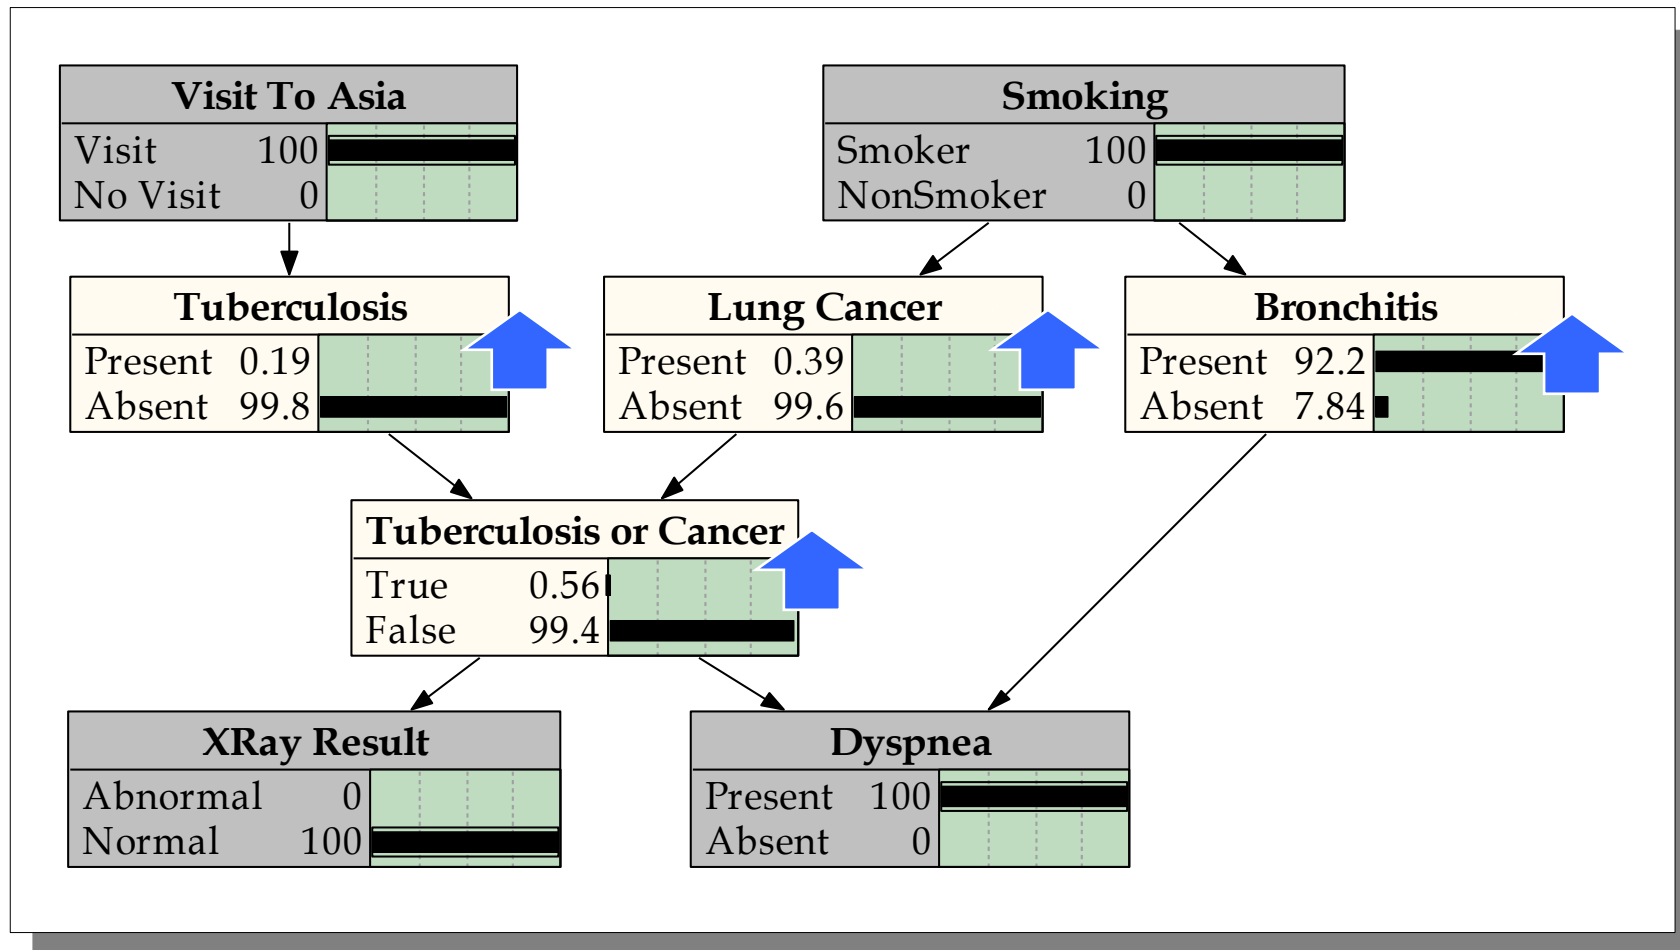 Visit To Asia
Visit 100
No Visit 0
Smoking
Smoker 100
NonSmoker 0
Tuberculosis
Present 0.19
Absent 99.8
Lung Cancer
Present 0.39
Absent 99.6
Bronchitis
Present 92.2
Absent 7.84
Tuberculosis or Cancer
True 0.56
False 99.4
XRay Result
Abnormal 0
Normal 100
Dyspnea
Present 100
Absent 0